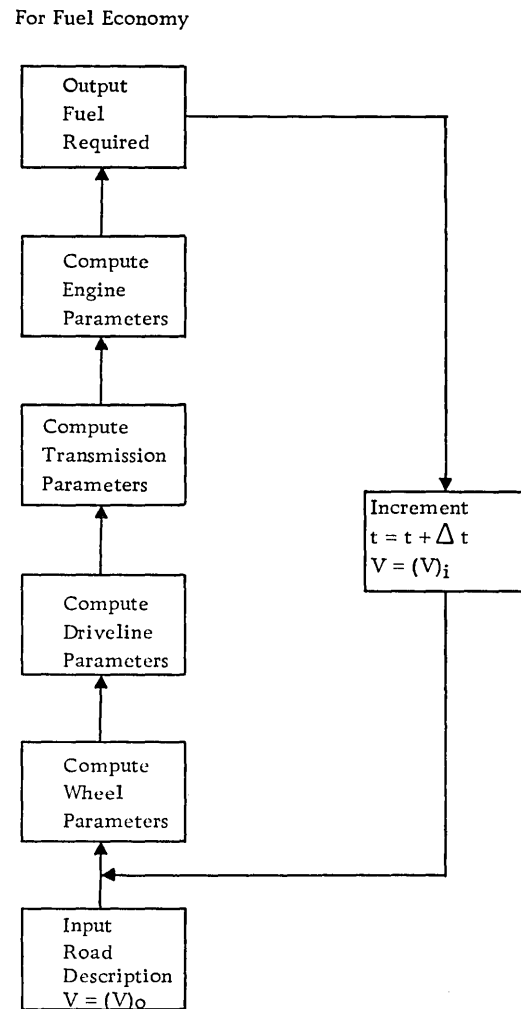 For Fuel Economy
Output
Fuel
Required
Compute
Engine
Parameters
Compute
Transmission
Parameters
Increment
t = t + Δ t
V = (V)i
Compute
Driveline
Parameters
Compute
Wheel
Parameters
Input
Road
Description
V = (V)o